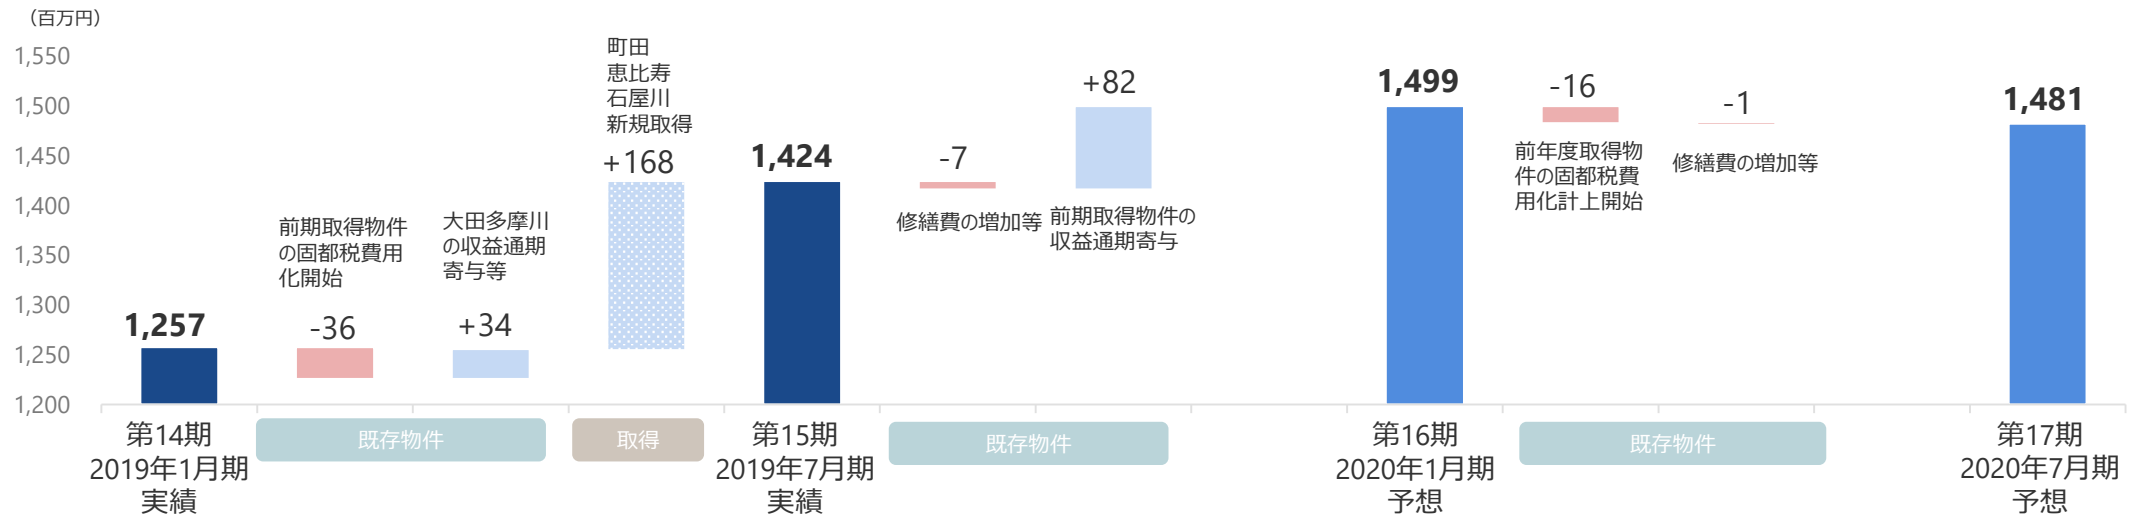 （百万円）
1,550
1,500
1,450
1,400
1,350
1,300
1,250
1,200
1,257
-36
前期取得物件
の固都税費用
化開始
+34
大田多摩川
の収益通期
寄与等
町田
恵比寿
石屋川
新規取得
+168
1,424
-7
修繕費の増加等
+82
前期取得物件の
収益通期寄与
1,499
-16
前年度取得物
件の固都税費
用化計上開始
-1
修繕費の増加等
1,481
第14期
2019年1月期
実績
既存物件
取得
第15期
2019年7月期
実績
既存物件
第16期
2020年1月期
予想
既存物件
第17期
2020年7月期
予想